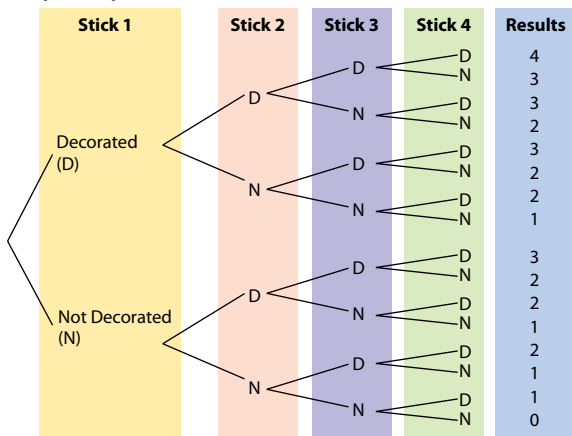 Stick 1 Stick 2 Stick 3 Stick 4 Results
D 4
D N 3
D N D 3
N 2
Decorated
(D)
D D 3
N 2
N N D 2
N 1
D D 3
N 2
D N D 2
Not Decorated
(N)
N 1
D D 2
N 1
N N D 1
N 0